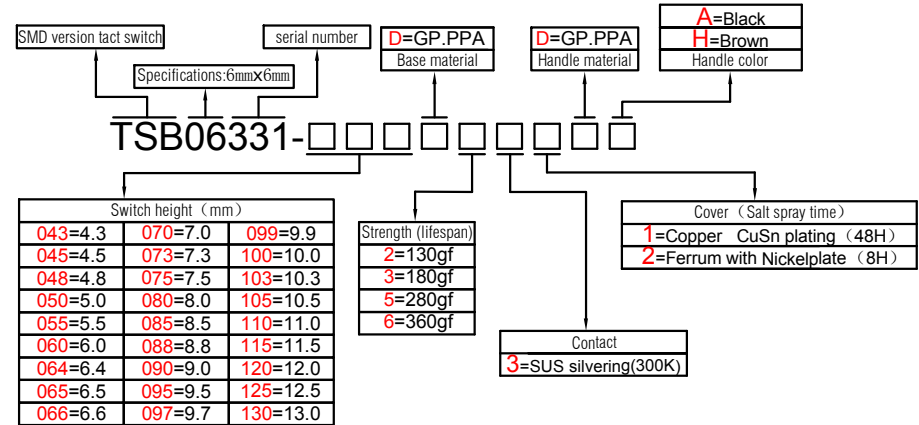 SMD version tact switch
serial number
D=GP.PPA
Base material
D=GP.PPA
Handle material
A=Black
H=Brown
Handle color
Specifications:6mmx6mm
TSB06331-□□□□□□□□□
Switch height（mm）
043=4.3 070=7.0 099=9.9
045=4.5 073=7.3 100=10.0
048=4.8 075=7.5 103=10.3
050=5.0 080=8.0 105=10.5
055=5.5 085=8.5 110=11.0
060=6.0 088=8.8 115=11.5
064=6.4 090=9.0 120=12.0
065=6.5 095=9.5 125=12.5
066=6.6 097=9.7 130=13.0
Strength (lifespan)
2=130gf
3=180gf
5=280gf
6=360gf
Contact
3=SUS silvering(300K)
Cover（Salt spray time）
1=Copper CuSn plating（48H）
2=Ferrum with Nickelplate（8H）